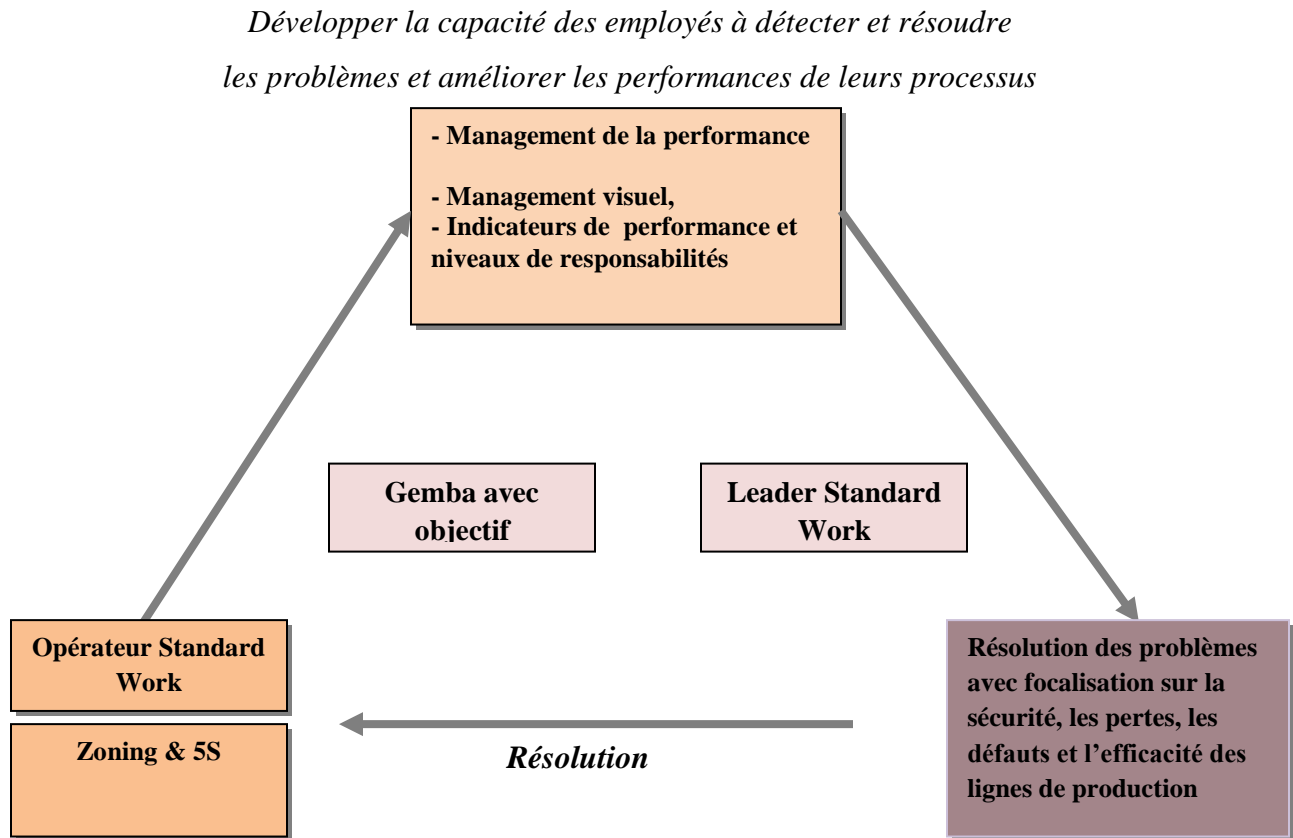 Développer la capacité des employés à détecter et résoudre
les problèmes et améliorer les performances de leurs processus
- Management de la performance
- Management visuel,
- Indicateurs de performance et
niveaux de responsabilités
Gemba avec
objectif
Leader Standard
Work
Opérateur Standard
Work
Zoning & 5S
Résolution
Résolution des problèmes
avec focalisation sur la
sécurité, les pertes, les
défauts et l’efficacité des
lignes de production